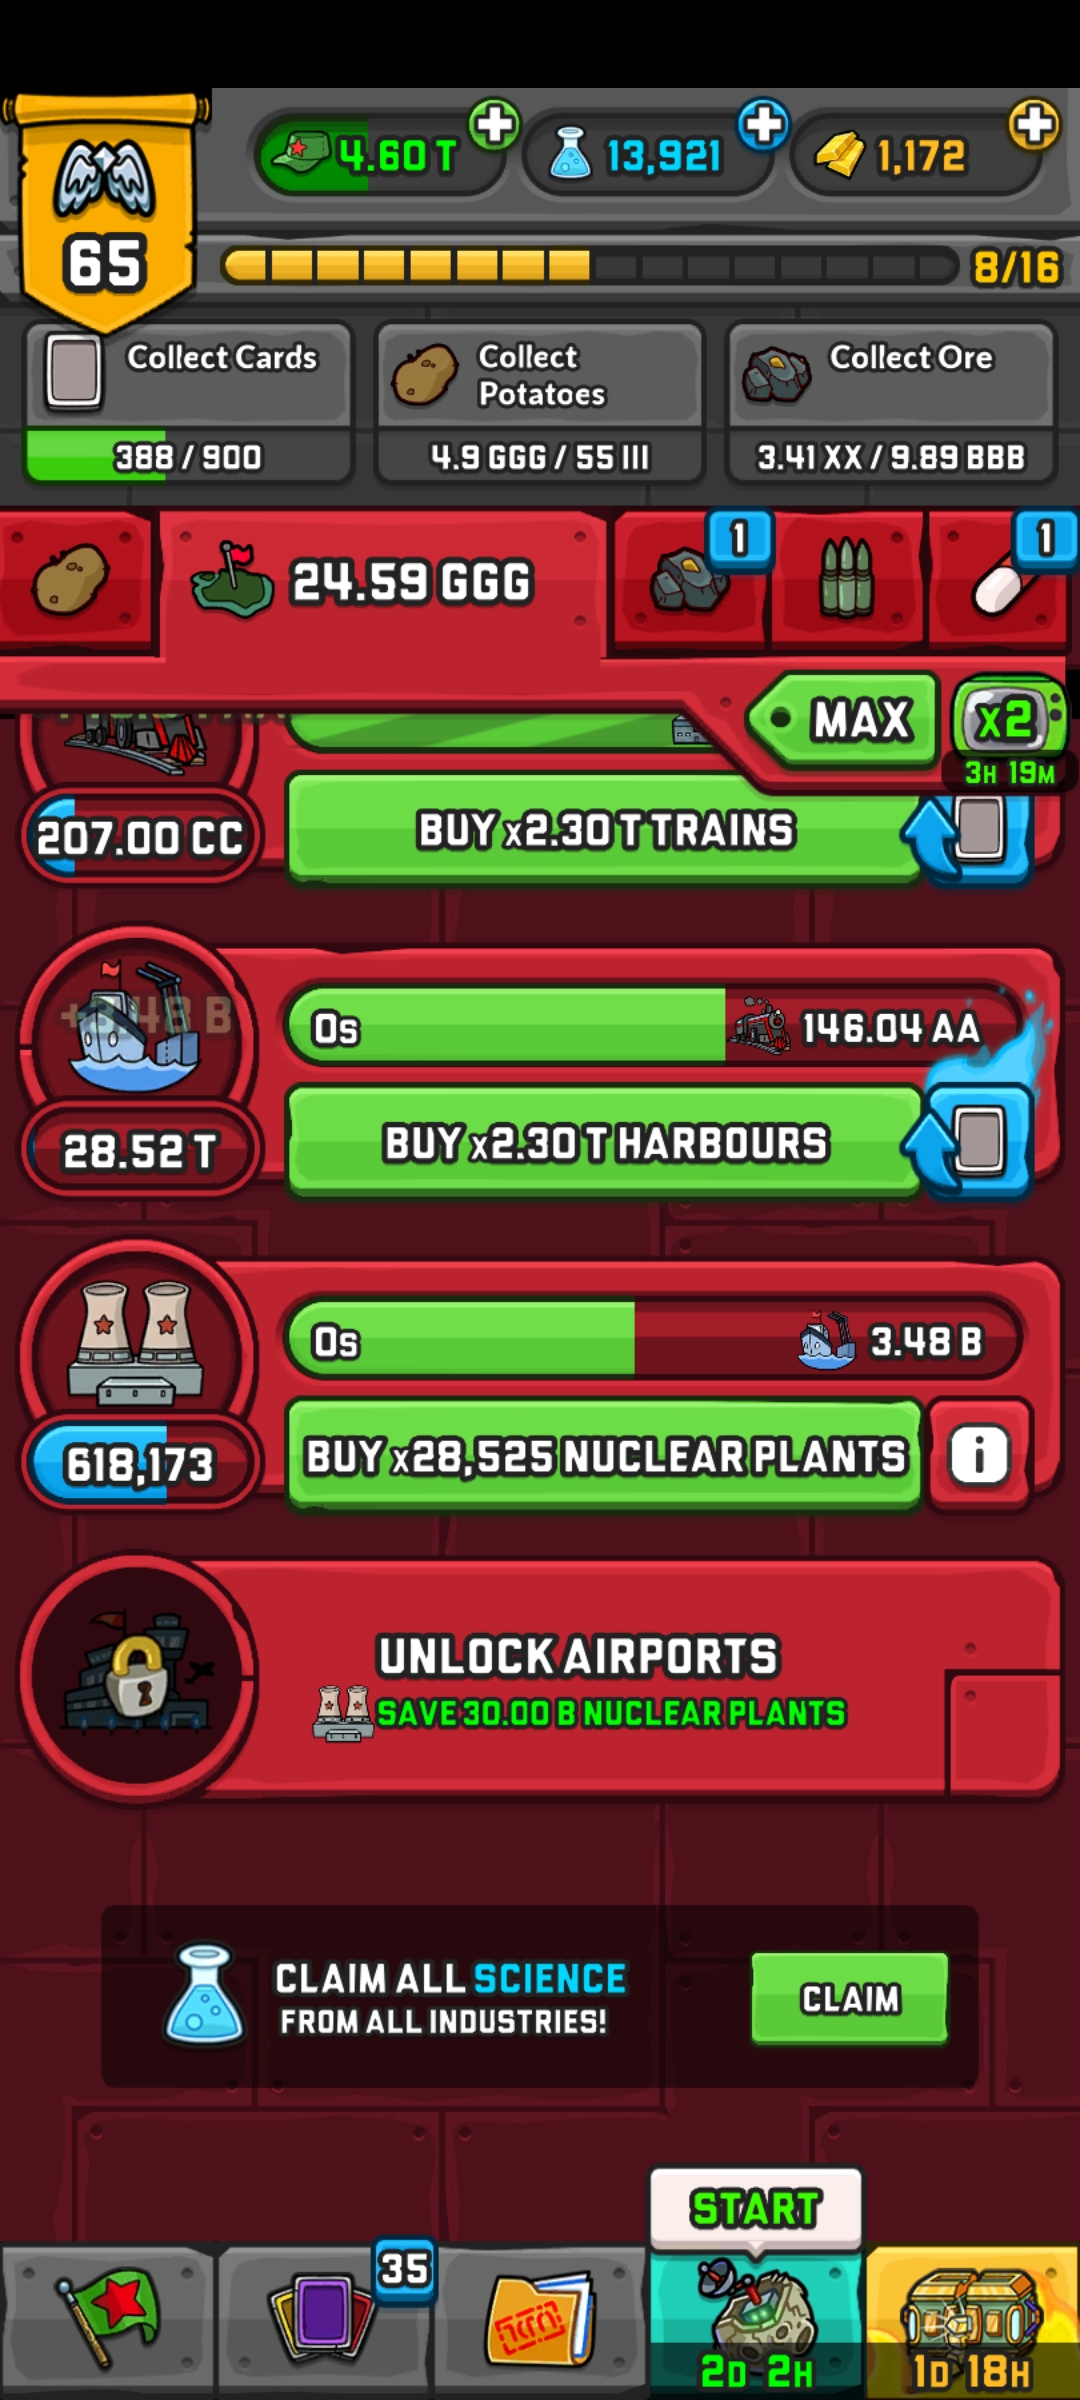 4.60 T
13,921
1,172
65
8/16
Collect Cards
388 / 900
Collect
Potatoes
4.9 GGG / 55 III
Collect Ore
3.41 XX / 9.89 BBB
24.59 GGG
1
1
MAX
x2
3H 19M
207.00 CC
BUY x2.30 T TRAINS
+3.48 B
0s
146.04 AA
28.52 T
BUY x2.30 T HARBOURS
0s
3.48 B
618,173
BUY x28,525 NUCLEAR PLANTS
i
UNLOCK AIRPORTS
SAVE 30.00 B NUCLEAR PLANTS
CLAIM ALL SCIENCE
FROM ALL INDUSTRIES!
CLAIM
START
35
2D 2H
1D 18H